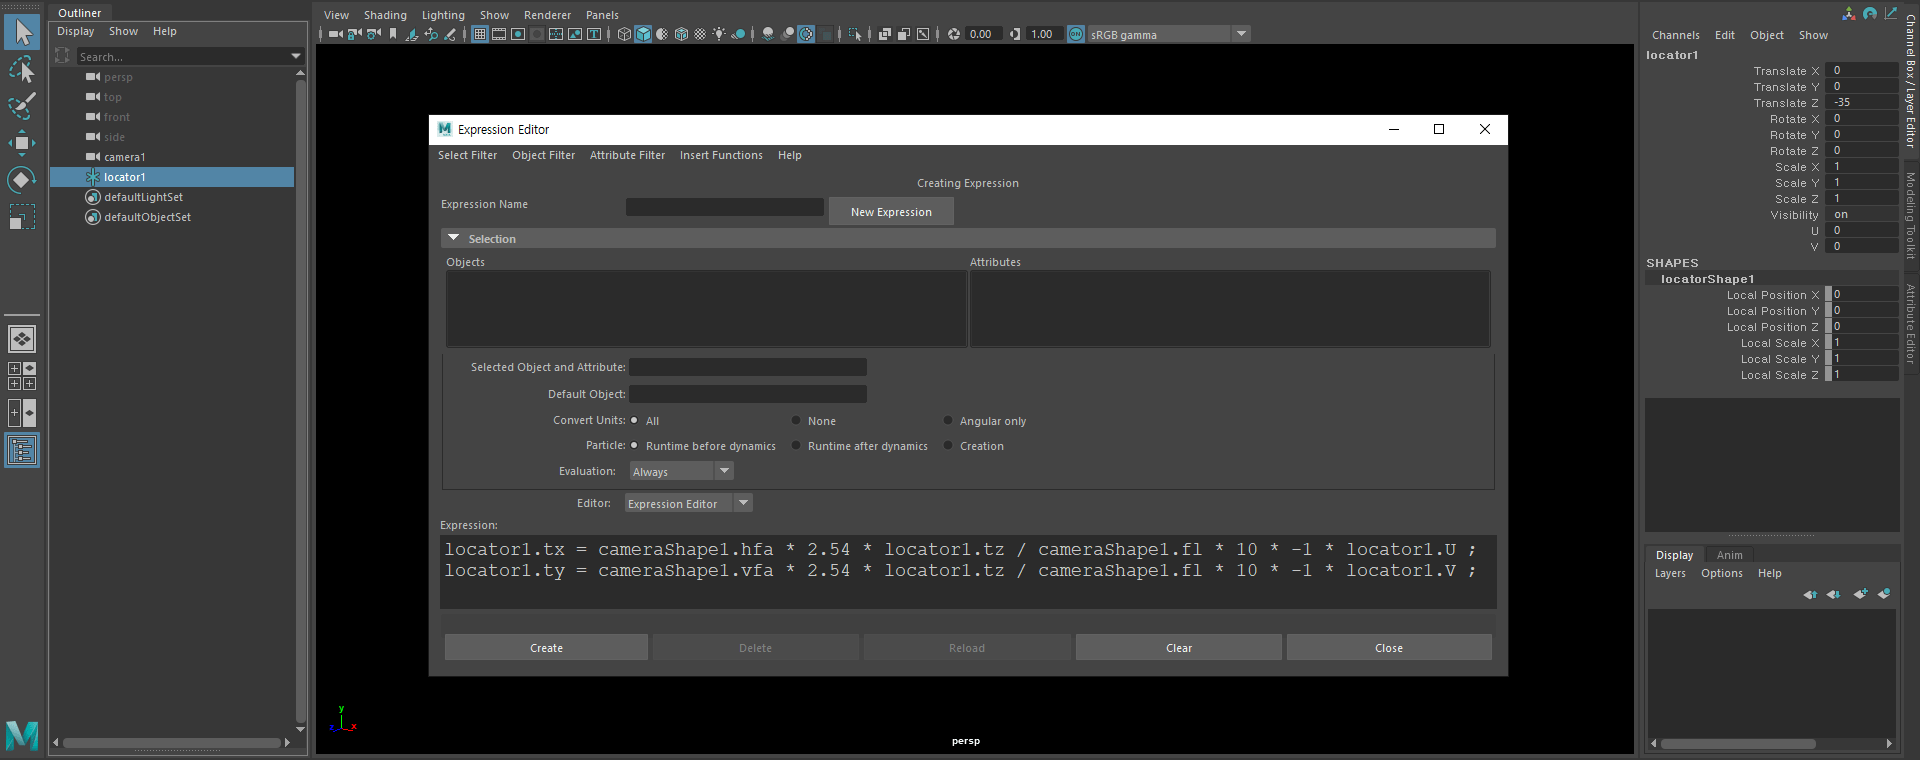 Outliner
Display Show Help
Search...
persp
top
front
side
camera1
locator1
defaultLightSet
defaultObjectSet
View Shading Lighting Show Renderer Panels
0.00 1.00 ON sRGB gamma
M Expression Editor
Select Filter Object Filter Attribute Filter Insert Functions Help
Creating Expression
Expression Name New Expression
Selection
Objects Attributes
Selected Object and Attribute:
Default Object:
Convert Units: All None Angular only
Particle: Runtime before dynamics Runtime after dynamics Creation
Evaluation: Always
Editor: Expression Editor
Expression:
locator1.tx = cameraShape1.hfa * 2.54 * locator1.tz / cameraShape1.fl * 10 * -1 * locator1.U ;
locator1.ty = cameraShape1.vfa * 2.54 * locator1.tz / cameraShape1.fl * 10 * -1 * locator1.V ;
Create Delete Reload Clear Close
y
z x
persp
M
Channels Edit Object Show
locator1
Translate X 0
Translate Y 0
Translate Z -35
Rotate X 0
Rotate Y 0
Rotate Z 0
Scale X 1
Scale Y 1
Scale Z 1
Visibility on
U 0
V 0
SHAPES
locatorShape1
Local Position X 0
Local Position Y 0
Local Position Z 0
Local Scale X 1
Local Scale Y 1
Local Scale Z 1
Display Anim
Layers Options Help
Channel Box / Layer Editor
Modeling Toolkit
Attribute Editor